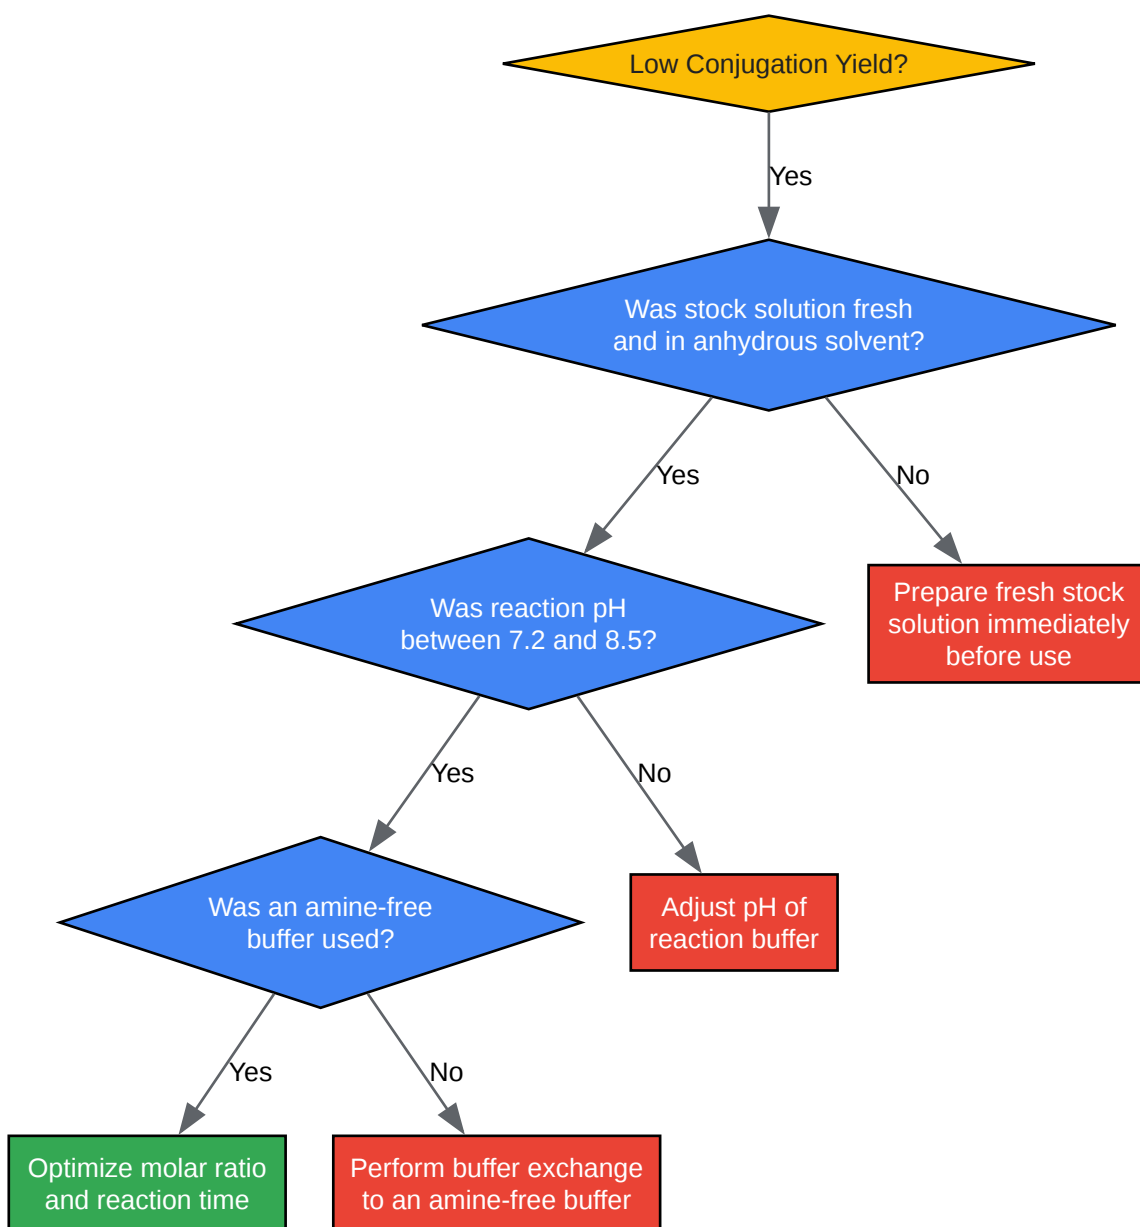 Low Conjugation Yield?
Yes
Was stock solution fresh
and in anhydrous solvent?
Yes
No
Was reaction pH
between 7.2 and 8.5?
Prepare fresh stock
solution immediately
before use
Yes
No
Was an amine-free
buffer used?
Adjust pH of
reaction buffer
Yes
No
Optimize molar ratio
and reaction time
Perform buffer exchange
to an amine-free buffer